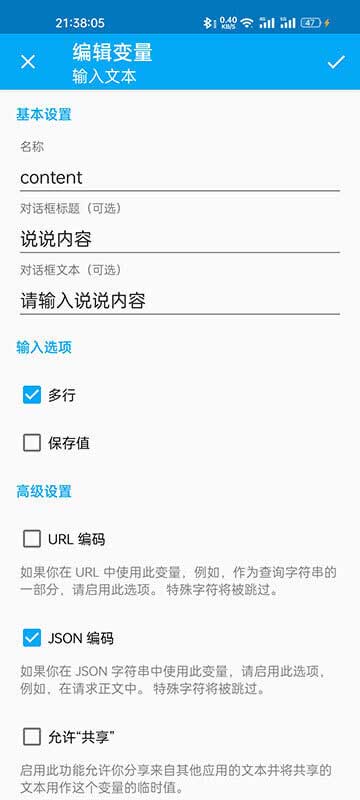 21:38:05
0.40
KB/S
47
编辑变量
输入文本
基本设置
名称
content
对话框标题（可选）
说说内容
对话框文本（可选）
请输入说说内容
输入选项
多行
保存值
高级设置
URL 编码
如果你在 URL 中使用此变量，例如，作为查询字符串的
一部分，请启用此选项。 特殊字符将被跳过。
JSON 编码
如果你在 JSON 字符串中使用此变量，请启用此选项，
例如，在请求正文中。 特殊字符将被跳过。
允许“共享”
启用此功能允许你分享来自其他应用的文本并将共享的
文本用作这个变量的临时值。